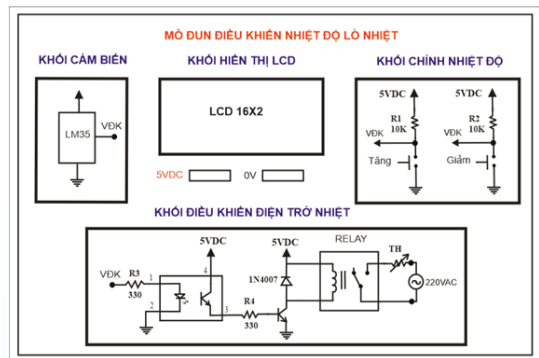 MÔ ĐUN ĐIỀU KHIỂN NHIỆT ĐỘ LÒ NHIỆT
KHỐI CẢM BIẾN
KHỐI HIỂN THỊ LCD
KHỐI CHỈNH NHIỆT ĐỘ
LM35
VĐK
LCD 16X2
5VDC
0V
5VDC
5VDC
R1
10K
R2
10K
VĐK
VĐK
Tăng
Giảm
KHỐI ĐIỀU KHIỂN ĐIỆN TRỞ NHIỆT
VĐK
R3
330
1
2
4
3
5VDC
R4
330
5VDC
1N4007
RELAY
TH
220VAC